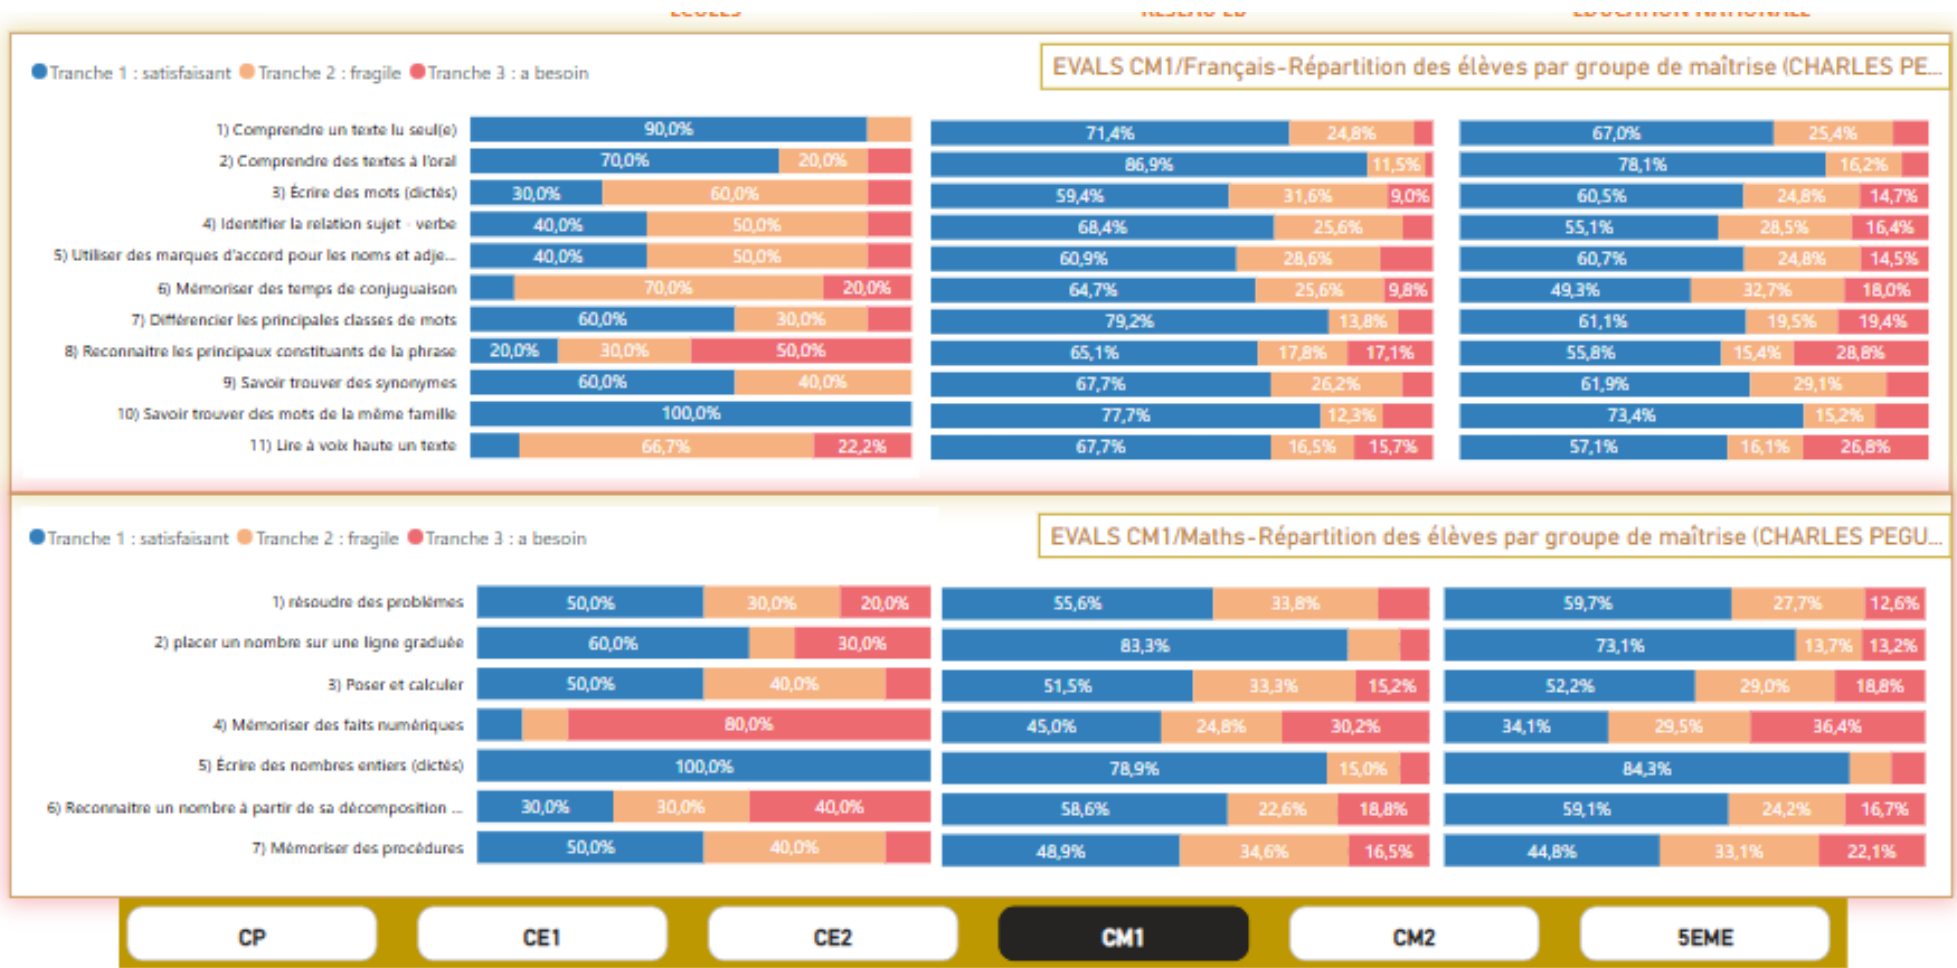 ECOLES RESEAU LB EDUCATION NATIONALE
Tranche 1 : satisfaisant Tranche 2 : fragile Tranche 3 : a besoin
EVALS CM1/Français-Répartition des élèves par groupe de maîtrise (CHARLES PE...
1) Comprendre un texte lu seul(e) 90,0% 71,4% 24,8% 67,0% 25,4%
2) Comprendre des textes à l'oral 70,0% 20,0% 86,9% 11,5% 78,1% 16,2%
3) Écrire des mots (dictés) 30,0% 60,0% 59,4% 31,6% 9,0% 60,5% 24,8% 14,7%
4) Identifier la relation sujet - verbe 40,0% 50,0% 68,4% 25,6% 55,1% 28,5% 16,4%
5) Utiliser des marques d'accord pour les noms et adje... 40,0% 50,0% 60,9% 28,6% 60,7% 24,8% 14,5%
6) Mémoriser des temps de conjuguaison 70,0% 20,0% 64,7% 25,6% 9,8% 49,3% 32,7% 18,0%
7) Différencier les principales classes de mots 60,0% 30,0% 79,2% 13,8% 61,1% 19,5% 19,4%
8) Reconnaitre les principaux constituants de la phrase 20,0% 30,0% 50,0% 65,1% 17,8% 17,1% 55,8% 15,4% 28,8%
9) Savoir trouver des synonymes 60,0% 40,0% 67,7% 26,2% 61,9% 29,1%
10) Savoir trouver des mots de la même famille 100,0% 77,7% 12,3% 73,4% 15,2%
11) Lire à voix haute un texte 66,7% 22,2% 67,7% 16,5% 15,7% 57,1% 16,1% 26,8%
Tranche 1 : satisfaisant Tranche 2 : fragile Tranche 3 : a besoin
EVALS CM1/Maths-Répartition des élèves par groupe de maîtrise (CHARLES PEGU...
1) résoudre des problèmes 50,0% 30,0% 20,0% 55,6% 33,8% 59,7% 27,7% 12,6%
2) placer un nombre sur une ligne graduée 60,0% 30,0% 83,3% 73,1% 13,7% 13,2%
3) Poser et calculer 50,0% 40,0% 51,5% 33,3% 15,2% 52,2% 29,0% 18,8%
4) Mémoriser des faits numériques 80,0% 45,0% 24,8% 30,2% 34,1% 29,5% 36,4%
5) Écrire des nombres entiers (dictés) 100,0% 78,9% 15,0% 84,3%
6) Reconnaitre un nombre à partir de sa décomposition ... 30,0% 30,0% 40,0% 58,6% 22,6% 18,8% 59,1% 24,2% 16,7%
7) Mémoriser des procédures 50,0% 40,0% 48,9% 34,6% 16,5% 44,8% 33,1% 22,1%
CP CE1 CE2 CM1 CM2 5EME